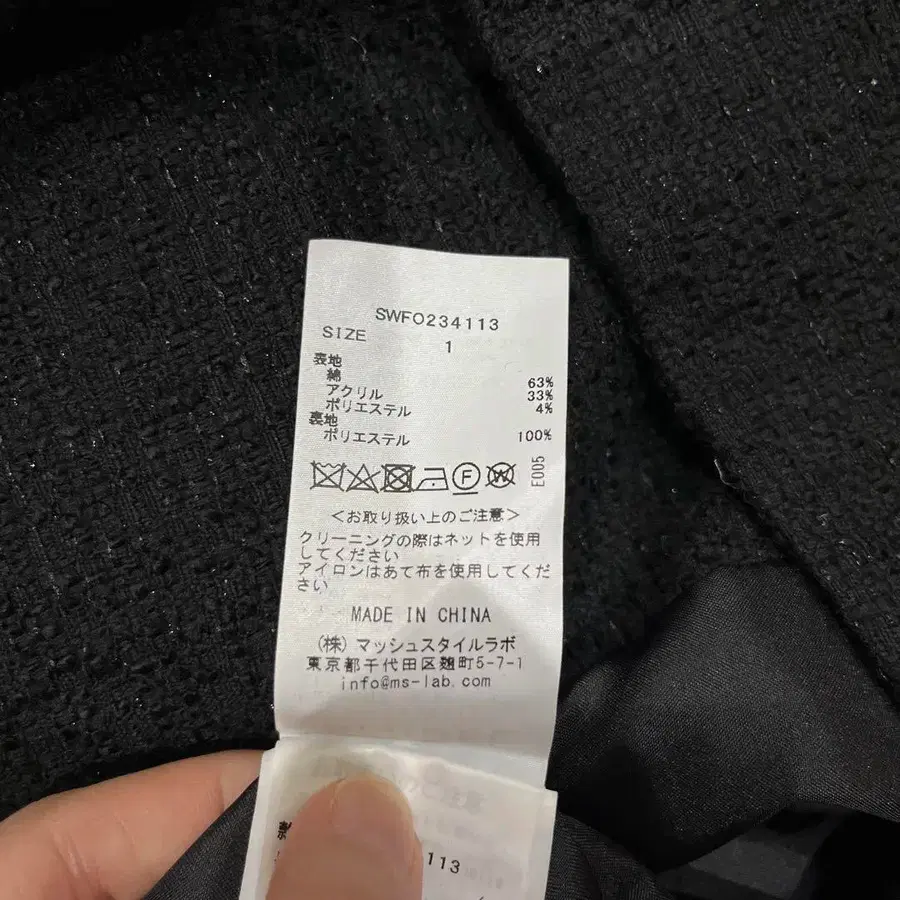 SWFO234113
SIZE 1
表地
綿 63%
アクリル 33%
ポリエステル 4%
裏地
ポリエステル 100%
F W E005
<お取り扱い上のご注意>
クリーニングの際はネットを使用
してください
アイロンはあて布を使用してくだ
さい
MADE IN CHINA
(株) マッシュスタイルラボ
東京都千代田区麹町5-7-1
info@ms-lab.com
113